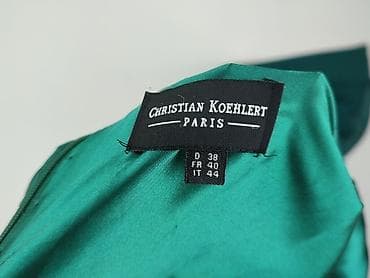 CHRISTIAN KOEHLERT
PARIS
D 38
FR 40
IT 44